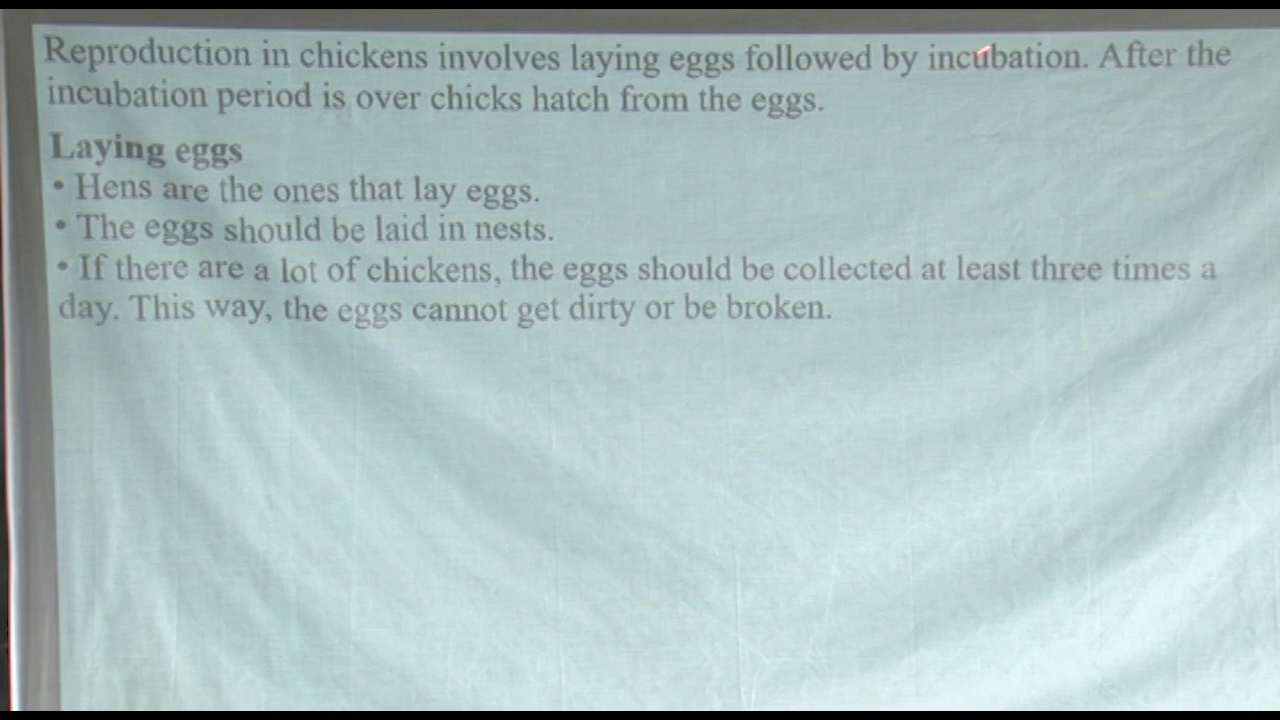 Reproduction in chickens involves laying eggs followed by incubation. After the
incubation period is over chicks hatch from the eggs.
Laying eggs
• Hens are the ones that lay eggs.
• The eggs should be laid in nests.
• If there are a lot of chickens, the eggs should be collected at least three times a
day. This way, the eggs cannot get dirty or be broken.